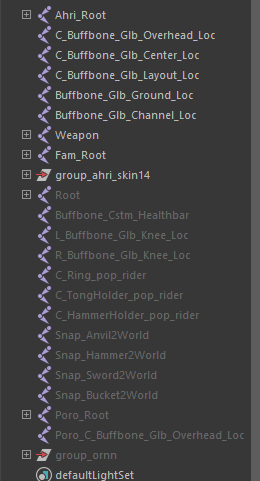 Ahri_Root
C_Buffbone_Glb_Overhead_Loc
C_Buffbone_Glb_Center_Loc
C_Buffbone_Glb_Layout_Loc
Buffbone_Glb_Ground_Loc
Buffbone_Glb_Channel_Loc
Weapon
Fam_Root
group_ahri_skin14
Root
Buffbone_Cstm_Healthbar
L_Buffbone_Glb_Knee_Loc
R_Buffbone_Glb_Knee_Loc
C_Ring_pop_rider
C_TongHolder_pop_rider
C_HammerHolder_pop_rider
Snap_Anvil2World
Snap_Hammer2World
Snap_Sword2World
Snap_Bucket2World
Poro_Root
Poro_C_Buffbone_Glb_Overhead_Loc
group_ornn
defaultLightSet